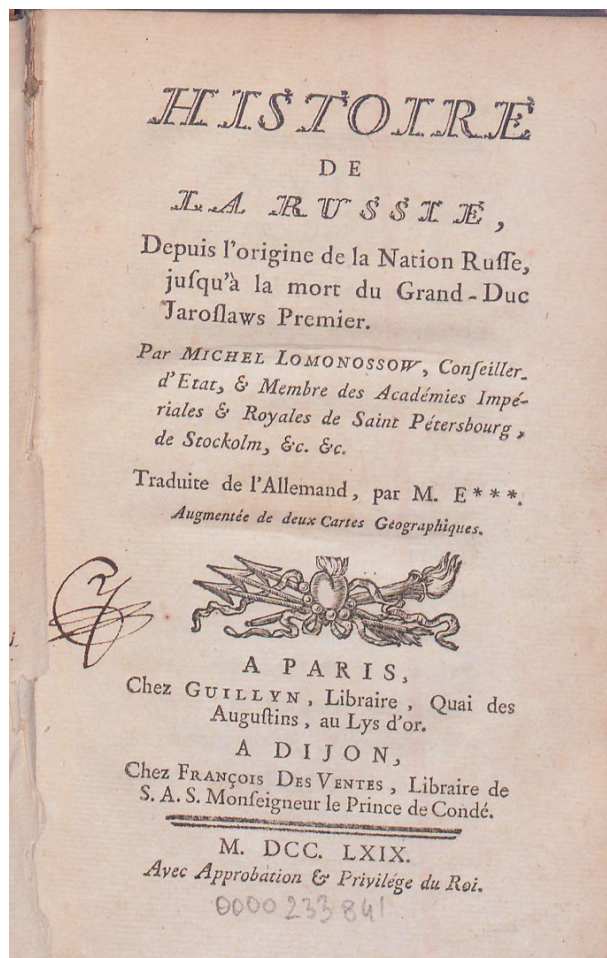 HISTOIRE
DE
LA RUSSIE,
Depuis l'origine de la Nation Ruſſe,
juſqu'à la mort du Grand-Duc
Jaroſlaws Premier.
Par MICHEL LOMONOSSOW, Conſeiller
d'Etat, & Membre des Académies Impé-
riales & Royales de Saint Pétersbourg,
de Stockolm, &c. &c.
Traduite de l'Allemand, par M. E***.
Augmentée de deux Cartes Géographiques.
A PARIS,
Chez GUILLYN, Libraire, Quai des
Auguſtins, au Lys d'or.
A DIJON,
Chez FRANÇOIS DES VENTES, Libraire de
S. A. S. Monſeigneur le Prince de Condé.
M. DCC. LXIX.
Avec Approbation & Privilége du Roi.
0000 233 841